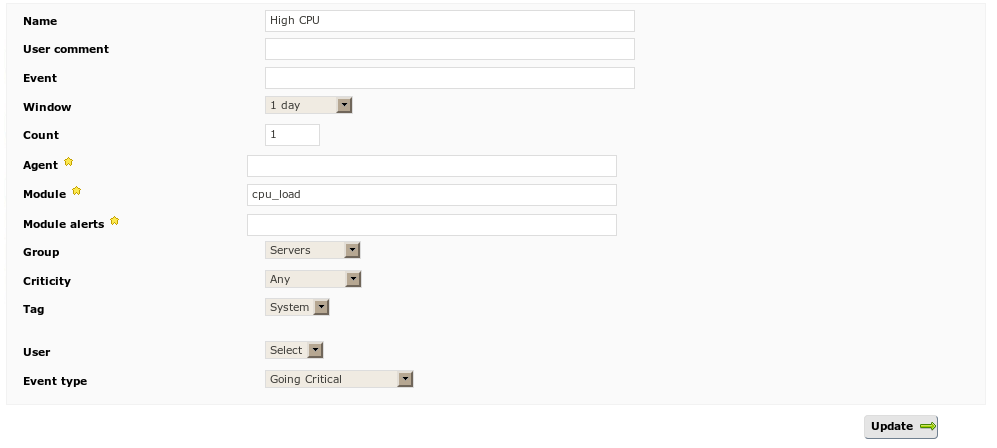 Name High CPU
User comment
Event
Window 1 day
Count 1
Agent
Module cpu_load
Module alerts
Group Servers
Criticity Any
Tag System
User Select
Event type Going Critical
Update